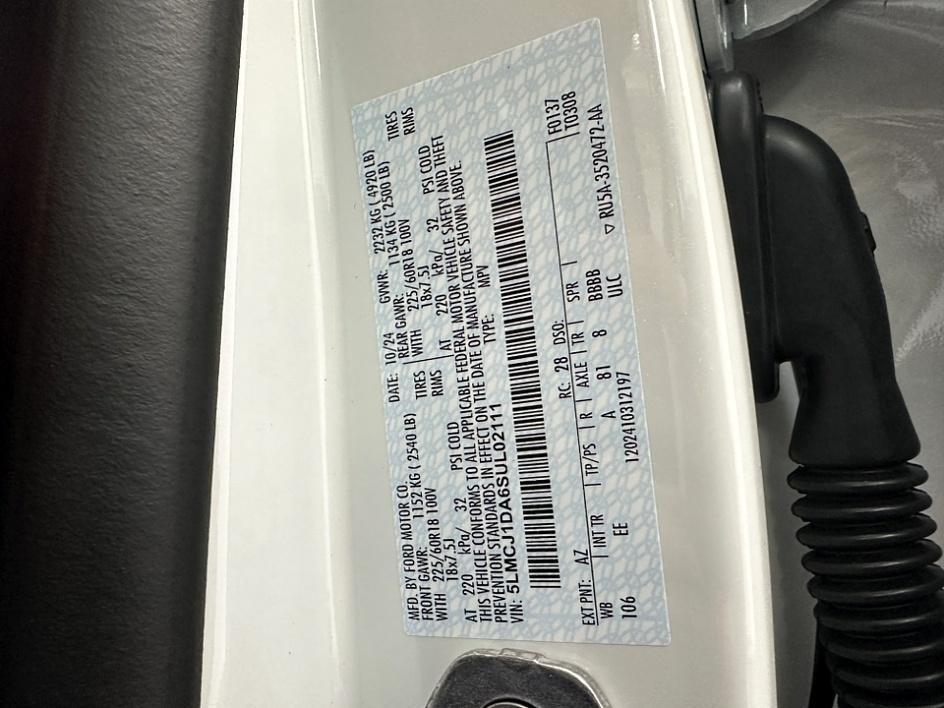 MFD. BY FORD MOTOR CO. DATE: 10/24 GVWR: 2232 KG ( 4920 LB)
FRONT GAWR: 1152 KG ( 2540 LB) REAR GAWR: 1134 KG ( 2500 LB)
WITH 225/60R18 100V TIRES WITH 225/60R18 100V TIRES
18x7.5J RIMS 18x7.5J RIMS
AT 220 kPa/ 32 PSI COLD AT 220 kPa/ 32 PSI COLD
THIS VEHICLE CONFORMS TO ALL APPLICABLE FEDERAL MOTOR VEHICLE SAFETY AND THEFT
PREVENTION STANDARDS IN EFFECT ON THE DATE OF MANUFACTURE SHOWN ABOVE.
VIN: 5LMCJ1DA6SUL02111 TYPE: MPV
F0137
EXT PNT: AZ RC: 28 DSO: T0308
WB INT TR TP/PS R AXLE TR SPR
106 EE A 81 8 BBBB ▽ RU5A-3520472-AA
1202410312197 ULC